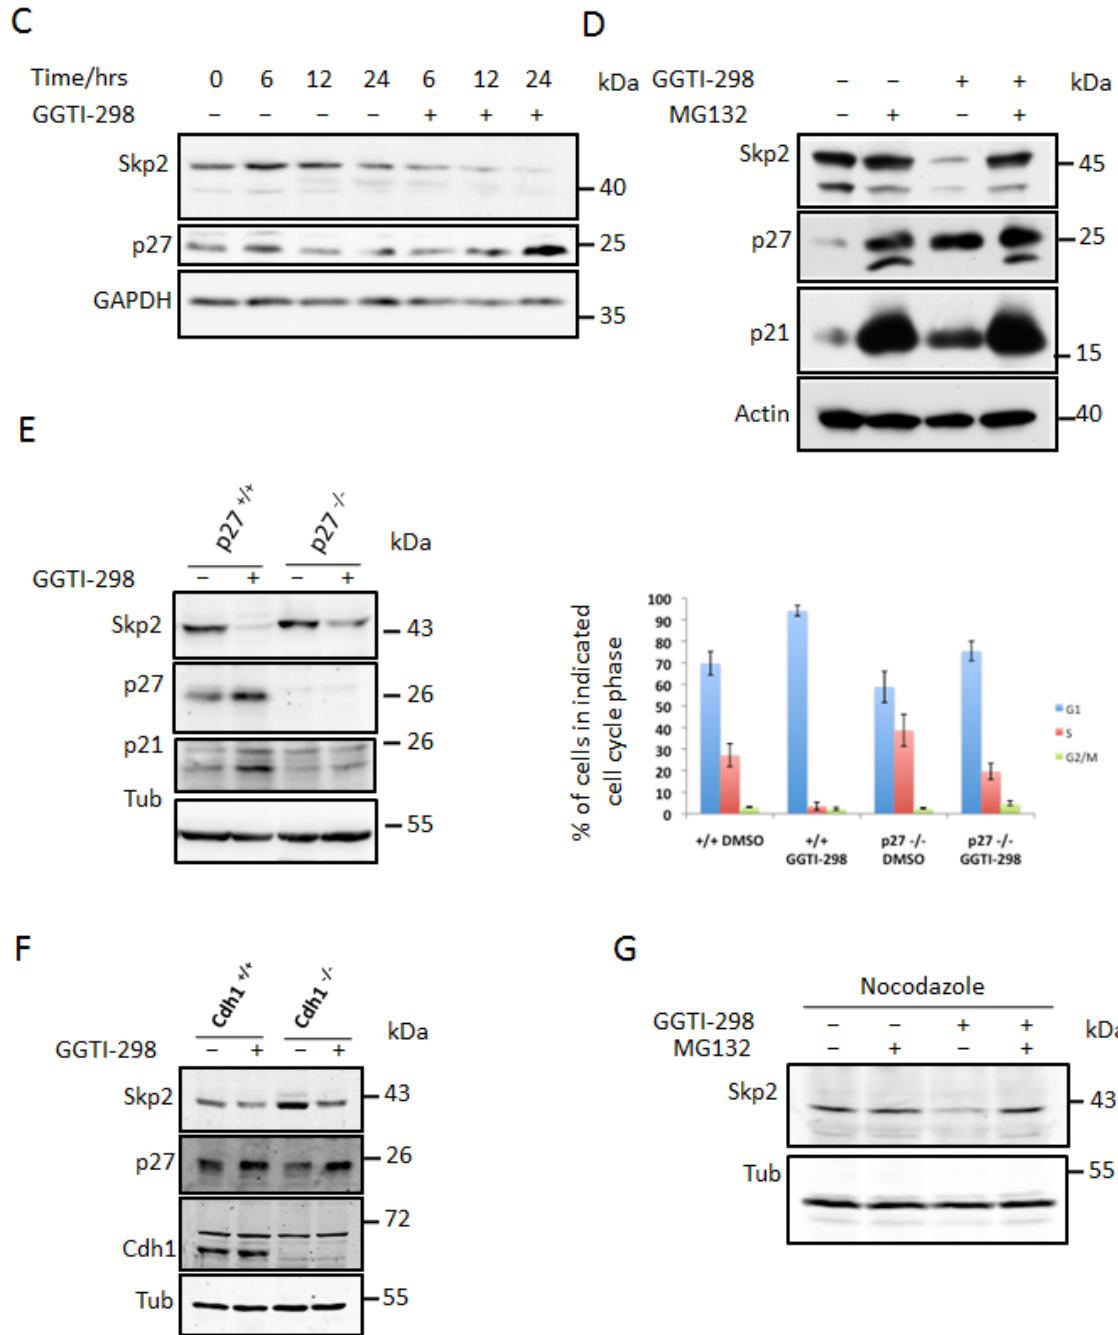 C
Time/hrs 0 6 12 24 6 12 24 kDa
GGTI-298 – – – – + + +
Skp2
40
p27
25
GAPDH
35
D
GGTI-298 – – + + kDa
MG132 – + – +
Skp2
45
p27
25
p21
15
Actin
40
E
p27 +/+ p27 -/-
kDa
GGTI-298 – + – +
Skp2
43
p27
26
p21
26
Tub
55
% of cells in indicated
cell cycle phase
100
90
80
70
60
50
40
30
20
10
0
G1
S
G2/M
+/+ DMSO
+/+
GGTI-298
p27 -/-
DMSO
p27 -/-
GGTI-298
F
Cdh1 +/+ Cdh1 -/-
kDa
GGTI-298 – + – +
Skp2
43
p27
26
72
Cdh1
Tub
55
G
Nocodazole
GGTI-298 – – + + kDa
MG132 – + – +
Skp2
43
Tub
55